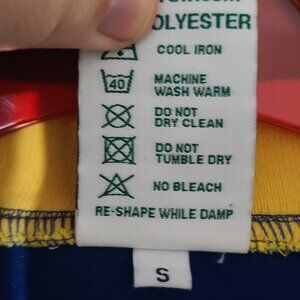 POLYESTER
COOL IRON
40
MACHINE
WASH WARM
DO NOT
DRY CLEAN
DO NOT
TUMBLE DRY
NO BLEACH
RE-SHAPE WHILE DAMP
S